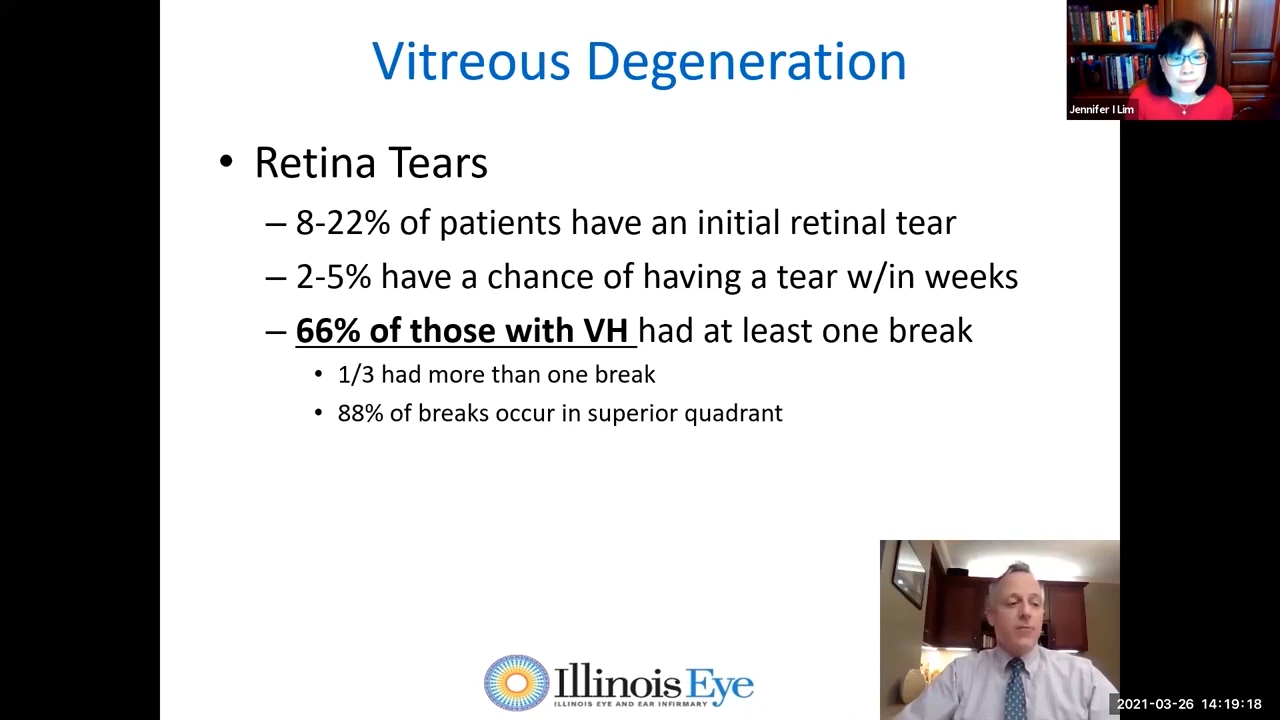 Vitreous Degeneration
Jennifer I Lim
• Retina Tears
– 8-22% of patients have an initial retinal tear
– 2-5% have a chance of having a tear w/in weeks
– 66% of those with VH had at least one break
• 1/3 had more than one break
• 88% of breaks occur in superior quadrant
Illinois Eye
ILLINOIS EYE AND EAR INFIRMARY
2021-03-26 14:19:18